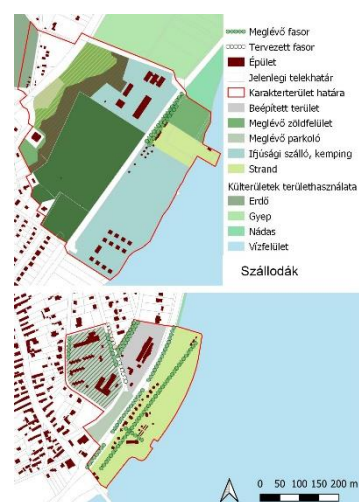 Meglévő fasor
Tervezett fasor
Épület
Jelenlegi telekhatár
Karakterterület határa
Beépített terület
Meglévő zöldfelület
Meglévő parkoló
Ifjúsági szálló, kemping
Strand
Külterületek területhasználata
Erdő
Gyep
Nádas
Vízfelület
Szállodák
0 50 100 150 200 m